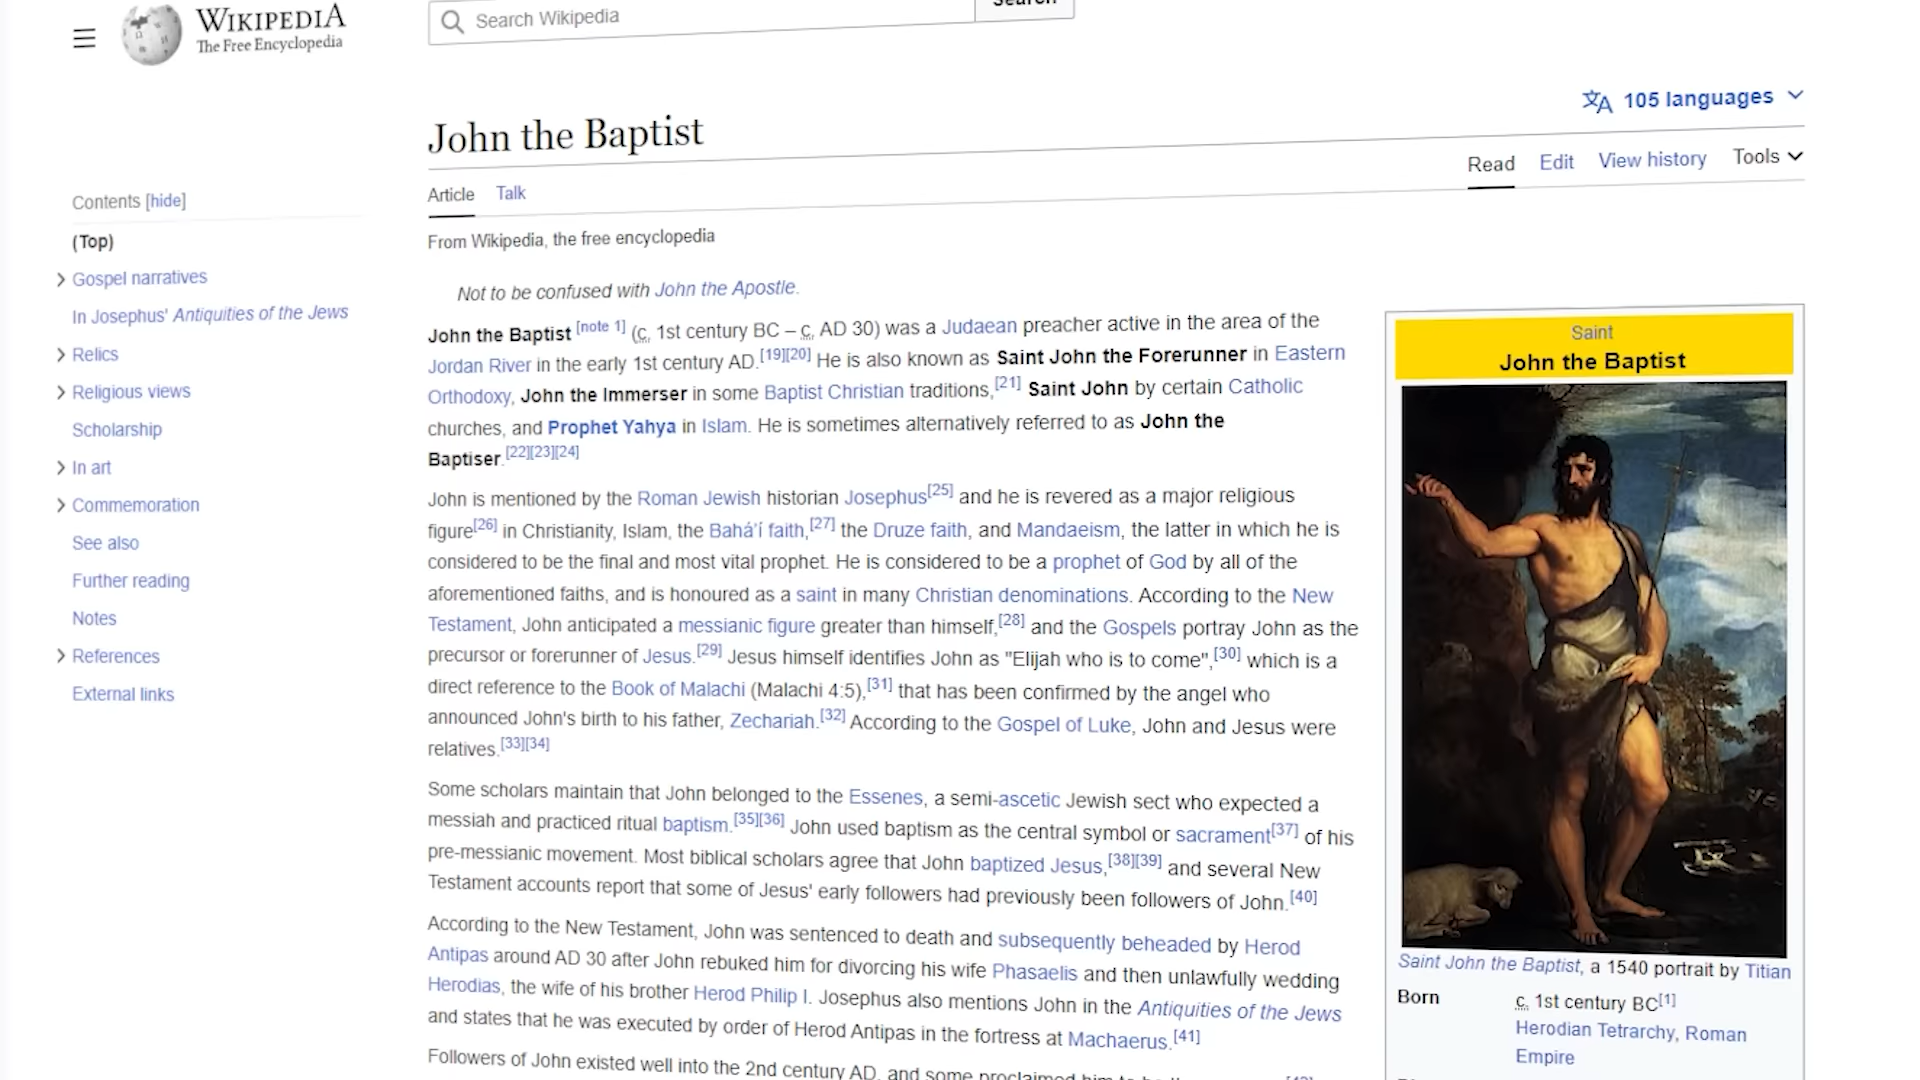 WIKIPEDIA
The Free Encyclopedia
Search Wikipedia
Search
105 languages
John the Baptist
Article Talk
Read Edit View history Tools
From Wikipedia, the free encyclopedia
Contents [hide]
(Top)
Gospel narratives
In Josephus' Antiquities of the Jews
Relics
Religious views
Scholarship
In art
Commemoration
See also
Further reading
Notes
References
External links
Not to be confused with John the Apostle.
John the Baptist [note 1] (c. 1st century BC – c. AD 30) was a Judaean preacher active in the area of the
Jordan River in the early 1st century AD.[19][20] He is also known as Saint John the Forerunner in Eastern
Orthodoxy, John the Immerser in some Baptist Christian traditions,[21] Saint John by certain Catholic
churches, and Prophet Yahya in Islam. He is sometimes alternatively referred to as John the
Baptiser.[22][23][24]
John is mentioned by the Roman Jewish historian Josephus[25] and he is revered as a major religious
figure[26] in Christianity, Islam, the Bahá'í faith,[27] the Druze faith, and Mandaeism, the latter in which he is
considered to be the final and most vital prophet. He is considered to be a prophet of God by all of the
aforementioned faiths, and is honoured as a saint in many Christian denominations. According to the New
Testament, John anticipated a messianic figure greater than himself,[28] and the Gospels portray John as the
precursor or forerunner of Jesus.[29] Jesus himself identifies John as "Elijah who is to come",[30] which is a
direct reference to the Book of Malachi (Malachi 4:5),[31] that has been confirmed by the angel who
announced John's birth to his father, Zechariah.[32] According to the Gospel of Luke, John and Jesus were
relatives.[33][34]
Some scholars maintain that John belonged to the Essenes, a semi-ascetic Jewish sect who expected a
messiah and practiced ritual baptism.[35][36] John used baptism as the central symbol or sacrament[37] of his
pre-messianic movement. Most biblical scholars agree that John baptized Jesus,[38][39] and several New
Testament accounts report that some of Jesus' early followers had previously been followers of John.[40]
According to the New Testament, John was sentenced to death and subsequently beheaded by Herod
Antipas around AD 30 after John rebuked him for divorcing his wife Phasaelis and then unlawfully wedding
Herodias, the wife of his brother Herod Philip I. Josephus also mentions John in the Antiquities of the Jews
and states that he was executed by order of Herod Antipas in the fortress at Machaerus.[41]
Followers of John existed well into the 2nd century AD, and some proclaimed him to be
Saint
John the Baptist
Saint John the Baptist, a 1540 portrait by Titian
Born c. 1st century BC[1]
Herodian Tetrarchy, Roman
Empire